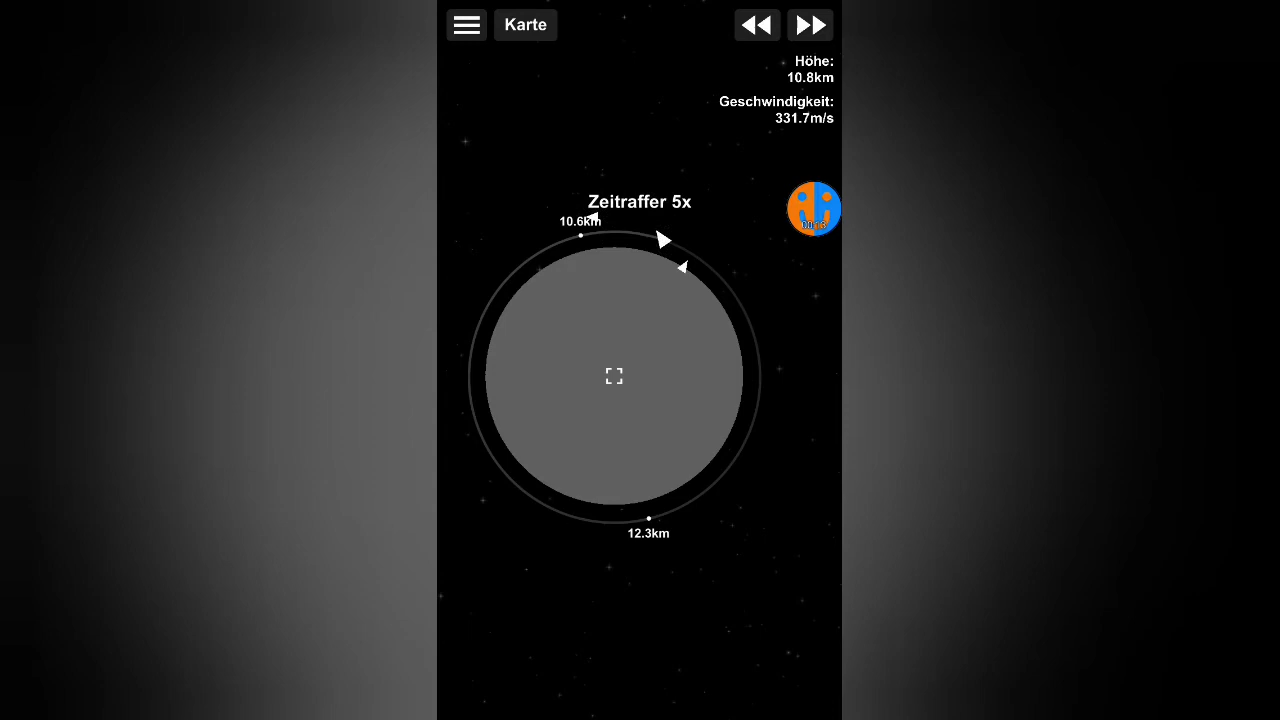 Karte
Höhe:
10.8km
Geschwindigkeit:
331.7m/s
Zeitraffer 5x
10.6km
12.3km